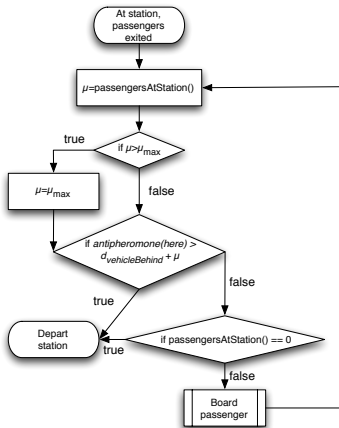 At station,
passengers
exited
μ=passengersAtStation()
true
if μ>μmax
μ=μmax
false
if antipheromone(here) >
dvehicleBehind + μ
false
true
Depart
station
if passengersAtStation() == 0
true
false
Board
passenger